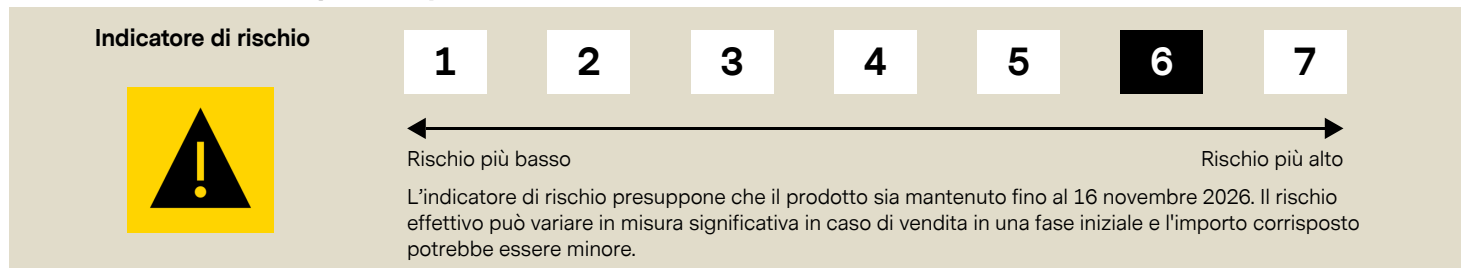 Indicatore di rischio
1 2 3 4 5 6 7
Rischio più basso Rischio più alto
L'indicatore di rischio presuppone che il prodotto sia mantenuto fino al 16 novembre 2026. Il rischio
effettivo può variare in misura significativa in caso di vendita in una fase iniziale e l'importo corrisposto
potrebbe essere minore.